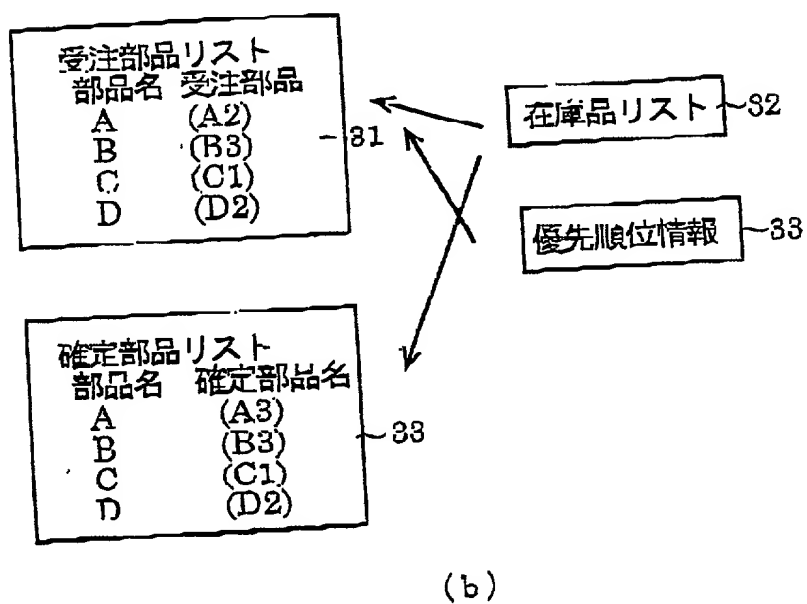 受注部品リスト
部品名 受注部品
A (A2)
B (B3)
C (C1)
D (D2)
31
在庫品リスト
32
優先順位情報
33
確定部品リスト
部品名 確定部品名
A (A3)
B (B3)
C (C1)
D (D2)
33
(b)